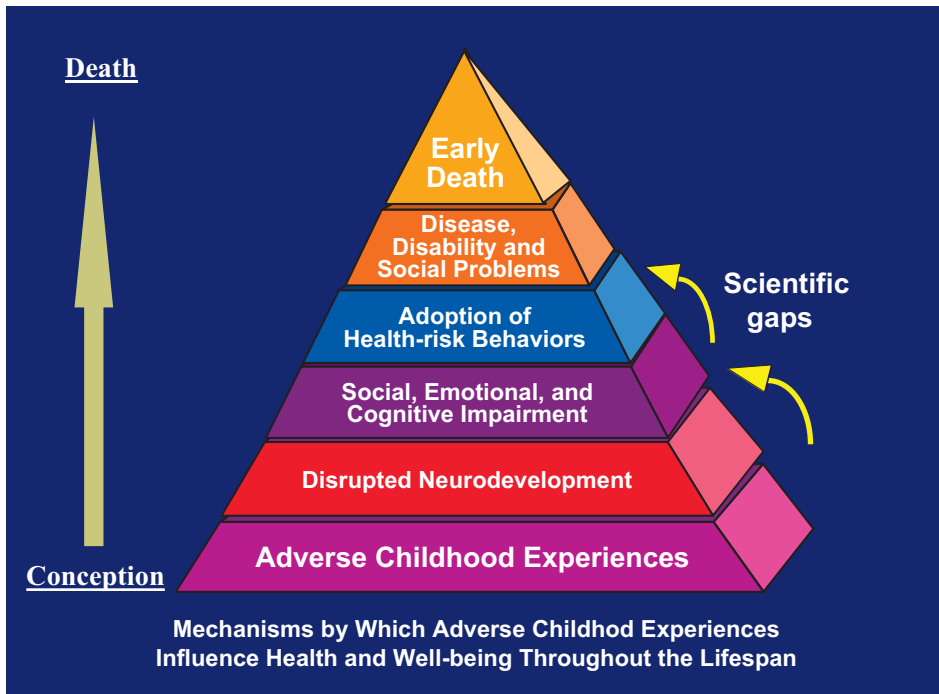 Death
Early
Death
Disease,
Disability and
Social Problems
Scientific
gaps
Adoption of
Health-risk Behaviors
Social, Emotional, and
Cognitive Impairment
Disrupted Neurodevelopment
Adverse Childhood Experiences
Conception
Mechanisms by Which Adverse Childhod Experiences
Influence Health and Well-being Throughout the Lifespan